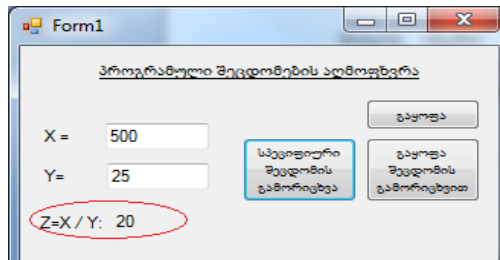 Form1
პროგრამული შეცდომების აღმოფხვრა
გაყოფა
X = 500
სპეციფიური
შეცდომის
გამორიცხვა
გაყოფა
შეცდომის
გამორიცხვით
Y= 25
Z=X / Y: 20